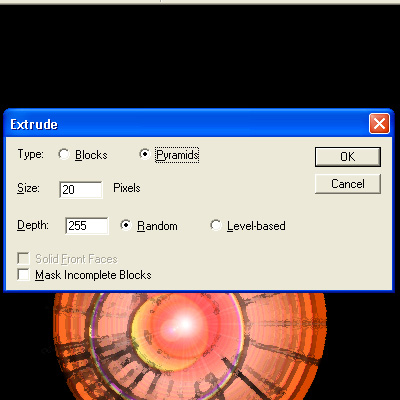 Extrude
Type: Blocks Pyramids OK
Size: 20 Pixels Cancel
Depth: 255 Random Level-based
Solid Front Faces
Mask Incomplete Blocks